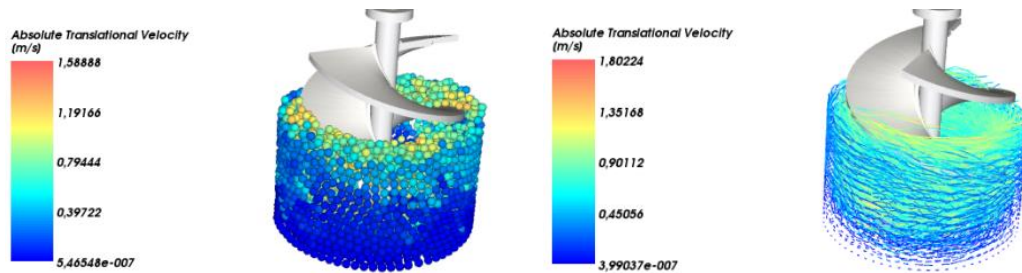 Absolute Translational Velocity
(m/s)
1,58888
1,19166
0,79444
0,39722
5,46548e-007
Absolute Translational Velocity
(m/s)
1,80224
1,35168
0,90112
0,45056
3,99037e-007